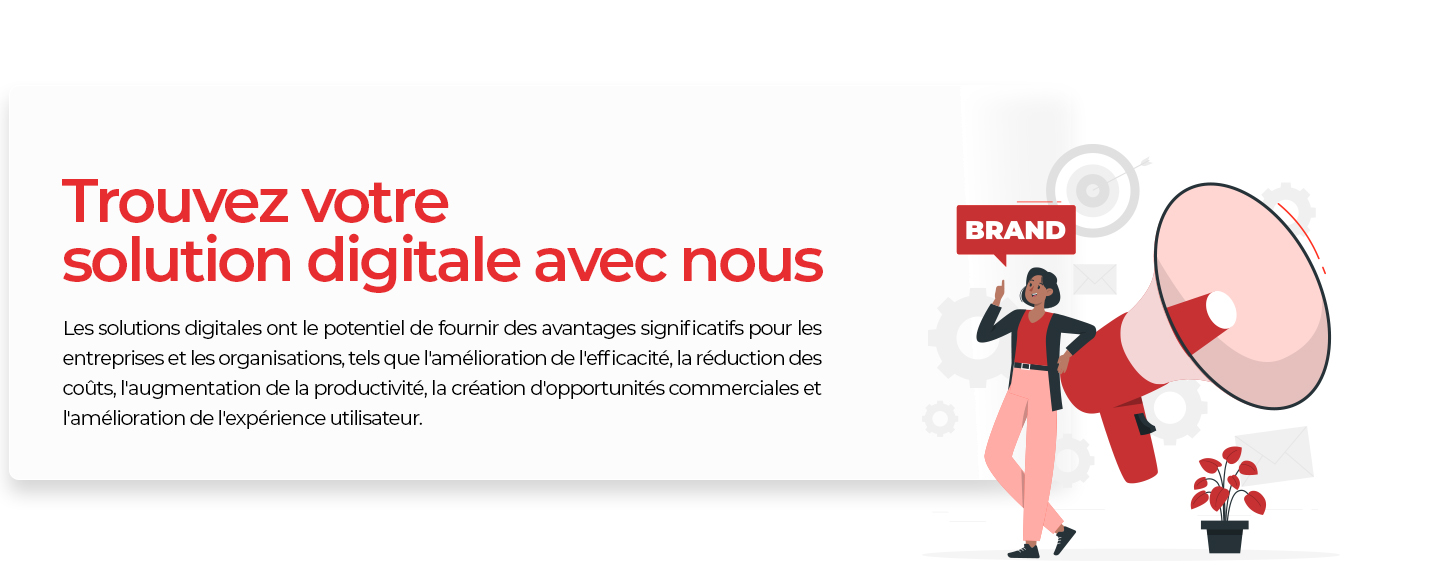 Trouvez votre
solution digitale avec nous
Les solutions digitales ont le potentiel de fournir des avantages significatifs pour les
entreprises et les organisations, tels que l'amélioration de l'efficacité, la réduction des
coûts, l'augmentation de la productivité, la création d'opportunités commerciales et
l'amélioration de l'expérience utilisateur.
BRAND